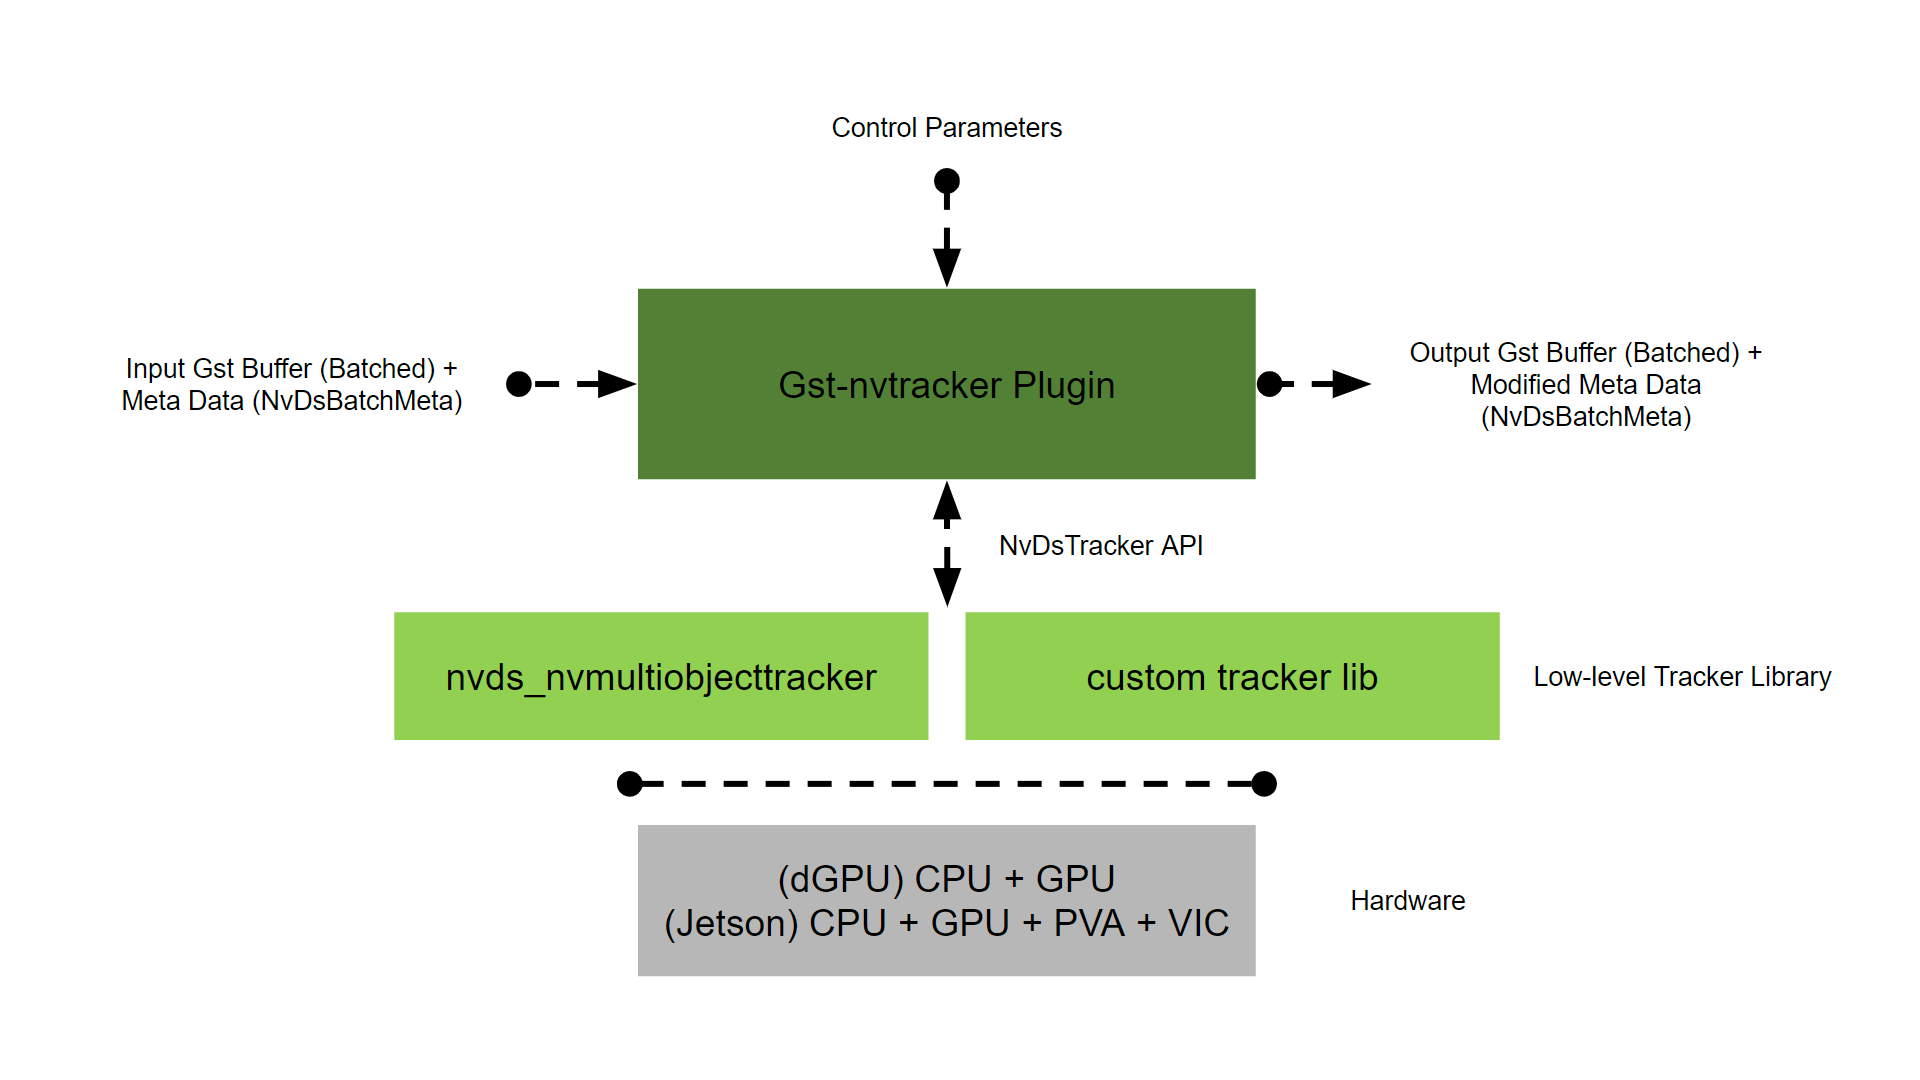 Control Parameters
Input Gst Buffer (Batched) +
Meta Data (NvDsBatchMeta)
Gst-nvtracker Plugin
Output Gst Buffer (Batched) +
Modified Meta Data
(NvDsBatchMeta)
NvDsTracker API
nvds_nvmultiobjecttracker
custom tracker lib
Low-level Tracker Library
(dGPU) CPU + GPU
(Jetson) CPU + GPU + PVA + VIC
Hardware